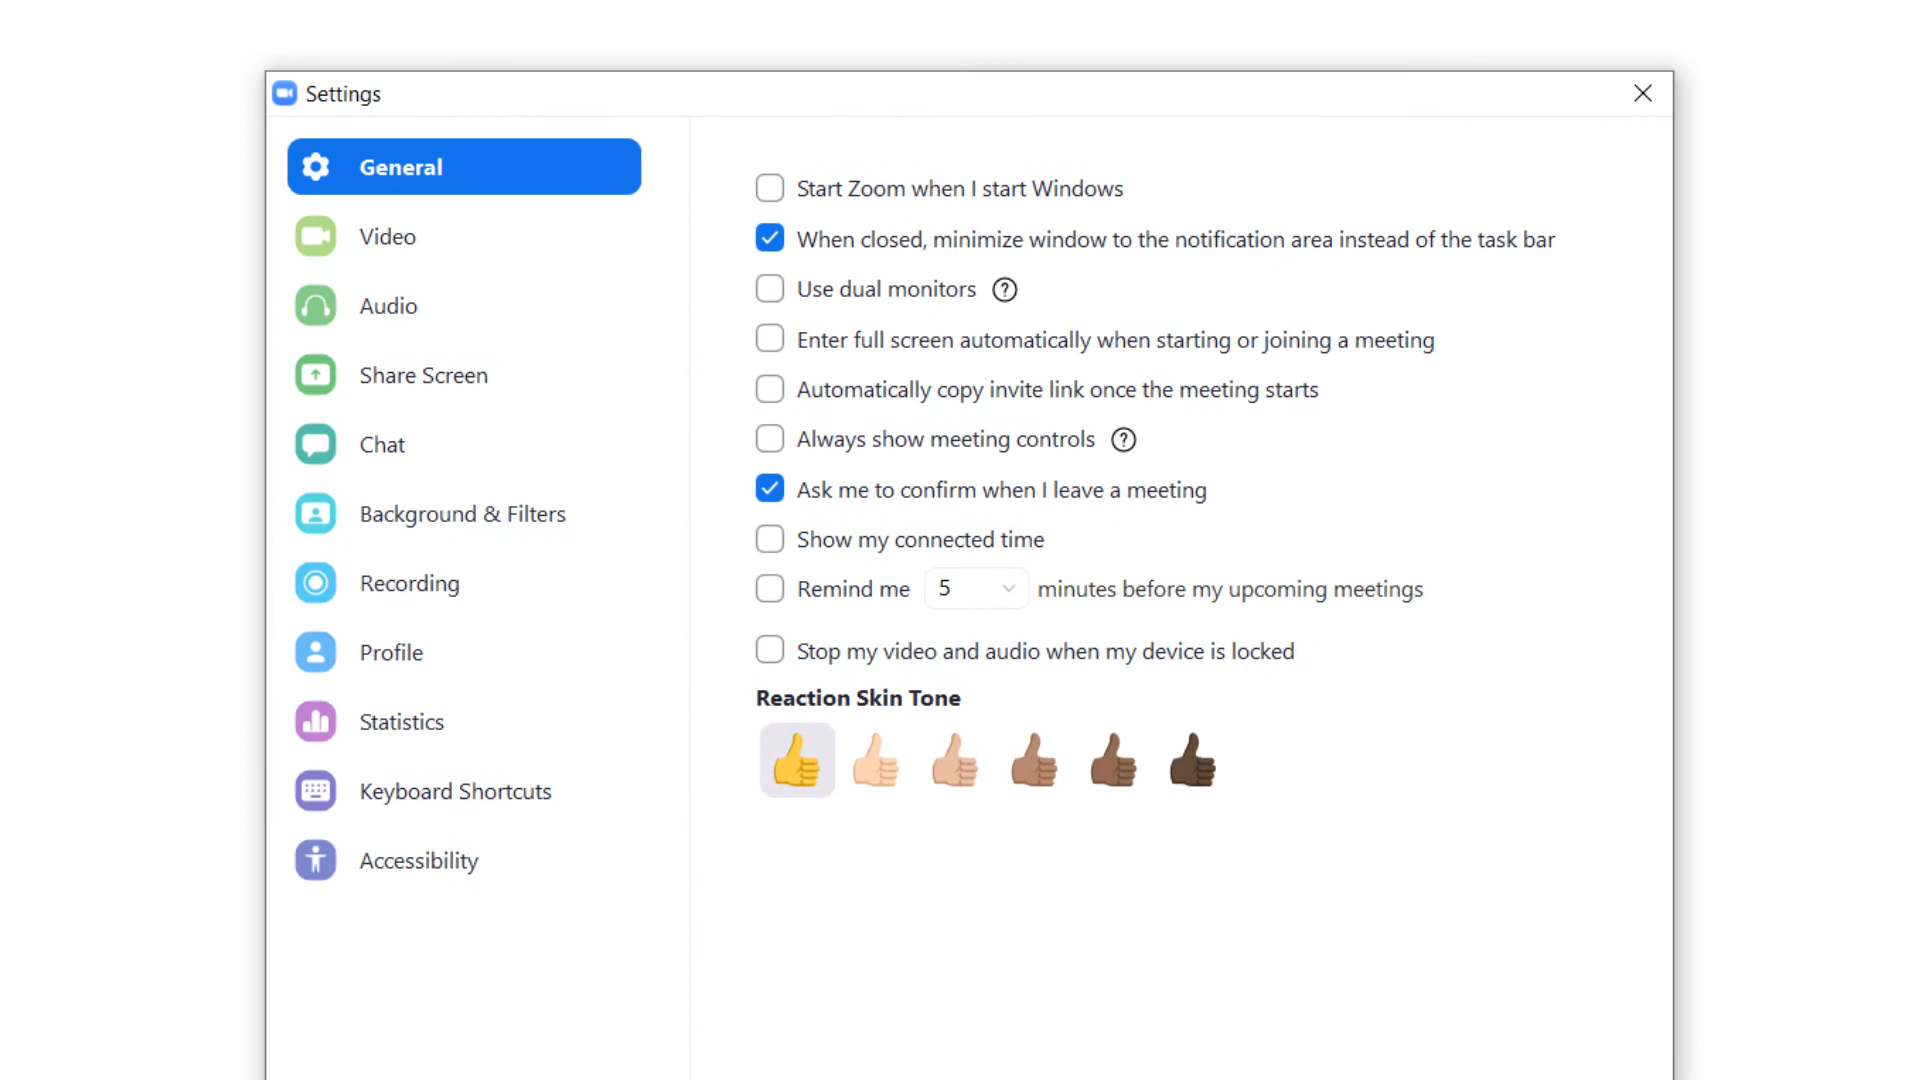 Settings
General
Video
Audio
Share Screen
Chat
Background & Filters
Recording
Profile
Statistics
Keyboard Shortcuts
Accessibility
Start Zoom when I start Windows
When closed, minimize window to the notification area instead of the task bar
Use dual monitors ?
Enter full screen automatically when starting or joining a meeting
Automatically copy invite link once the meeting starts
Always show meeting controls ?
Ask me to confirm when I leave a meeting
Show my connected time
Remind me 5 minutes before my upcoming meetings
Stop my video and audio when my device is locked
Reaction Skin Tone